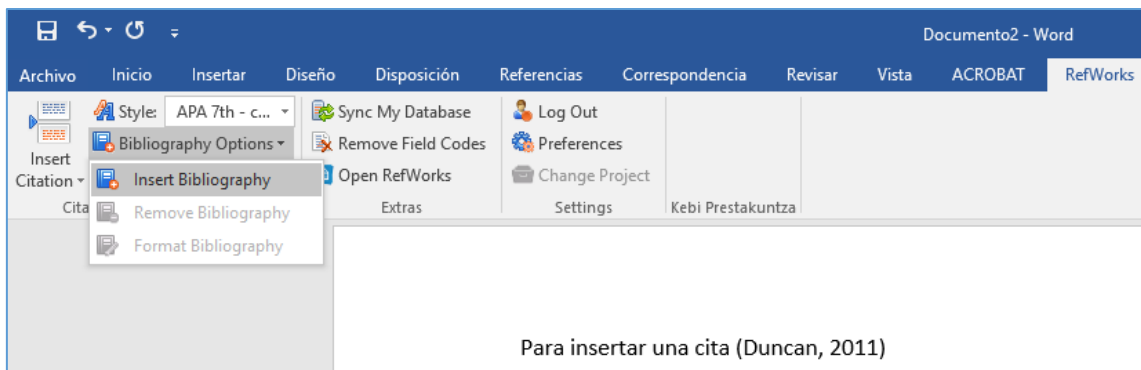 Documento2 - Word
Archivo Inicio Insertar Diseño Disposición Referencias Correspondencia Revisar Vista ACROBAT RefWorks
Style: APA 7th - c... Sync My Database Log Out
Bibliography Options Remove Field Codes Preferences
Insert
Citation Insert Bibliography Open RefWorks Change Project
Cita Remove Bibliography Extras Settings Kebi Prestakuntza
Format Bibliography
Para insertar una cita (Duncan, 2011)